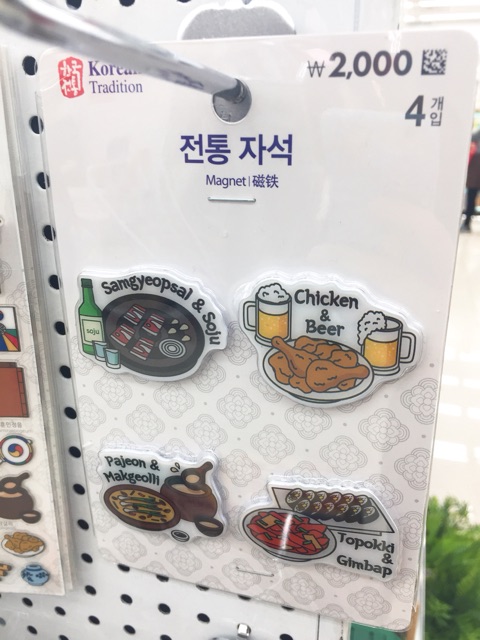 Korean
Tradition
₩2,000
4개입
전통 자석
Magnet | 磁铁
Samgyeopsal & Soju
soju
Chicken
&
Beer
Pajeon &
Makgeolli
Topokki
&
Gimbap